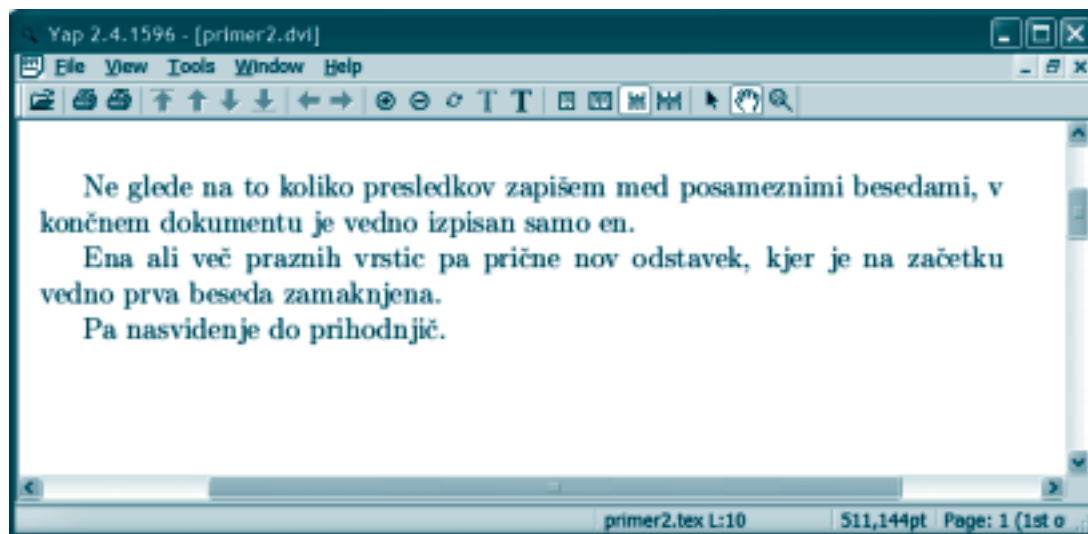 Yap 2.4.1596 - [primer2.dvi]
File View Tools Window Help
Ne glede na to koliko presledkov zapišem med posameznimi besedami, v
končnem dokumentu je vedno izpisan samo en.
Ena ali več praznih vrstic pa prične nov odstavek, kjer je na začetku
vedno prva beseda zamaknjena.
Pa nasvidenje do prihodnjič.
primer2.tex L:10 511,144pt Page: 1 (1st o